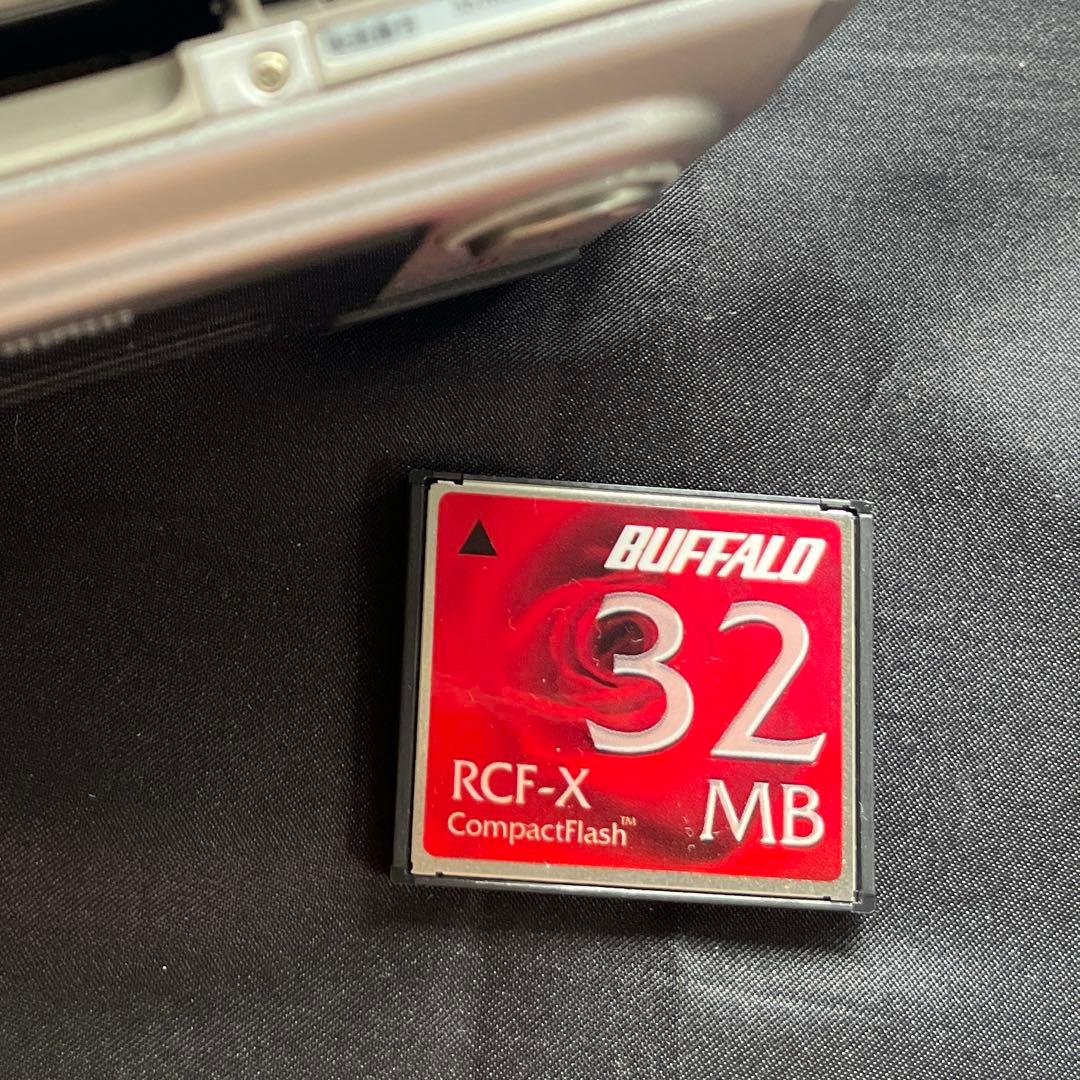 BUFFALO
32
MB
RCF-X
CompactFlash™